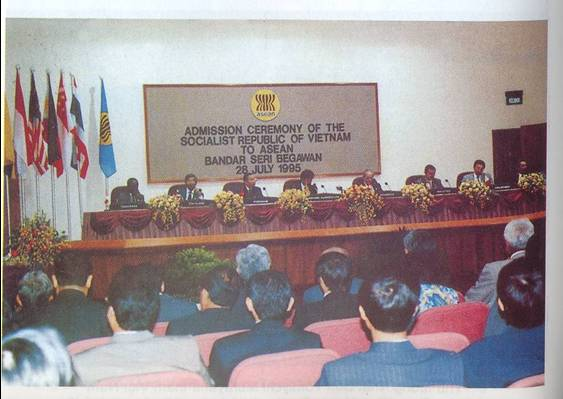 asean
ADMISSION CEREMONY OF THE
SOCIALIST REPUBLIC OF VIETNAM
TO ASEAN
BANDAR SERI BEGAWAN
28 JULY 1995